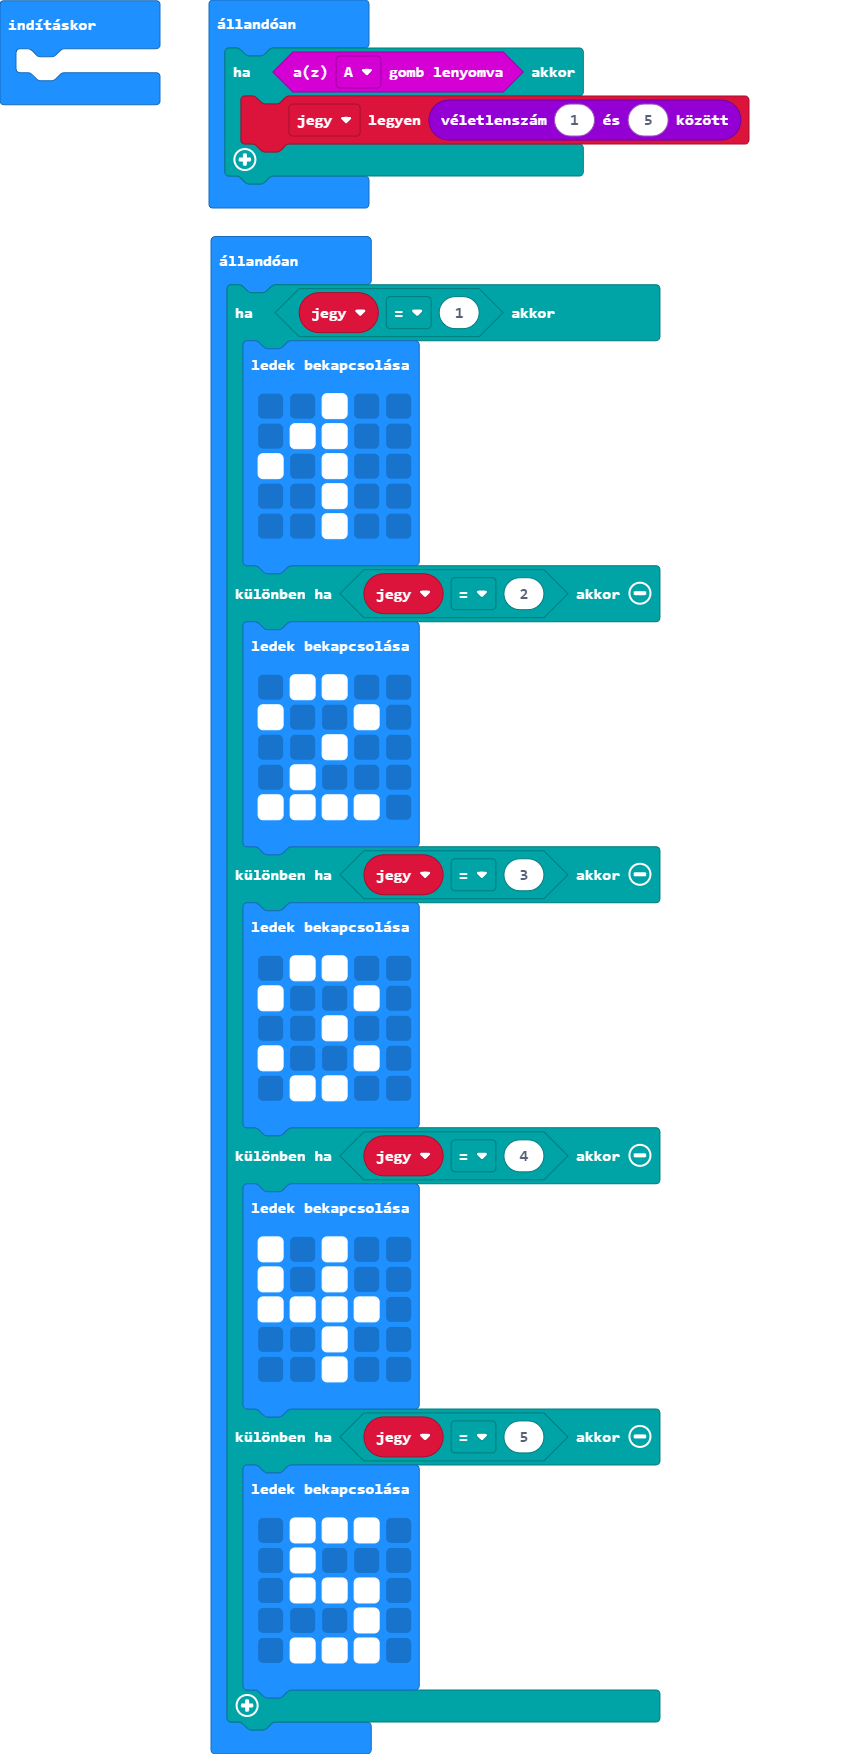 indításkor
állandóan
ha a(z) A gomb lenyomva akkor
jegy legyen véletlenszám 1 és 5 között
állandóan
ha jegy = 1 akkor
ledek bekapcsolása
különben ha jegy = 2 akkor
ledek bekapcsolása
különben ha jegy = 3 akkor
ledek bekapcsolása
különben ha jegy = 4 akkor
ledek bekapcsolása
különben ha jegy = 5 akkor
ledek bekapcsolása